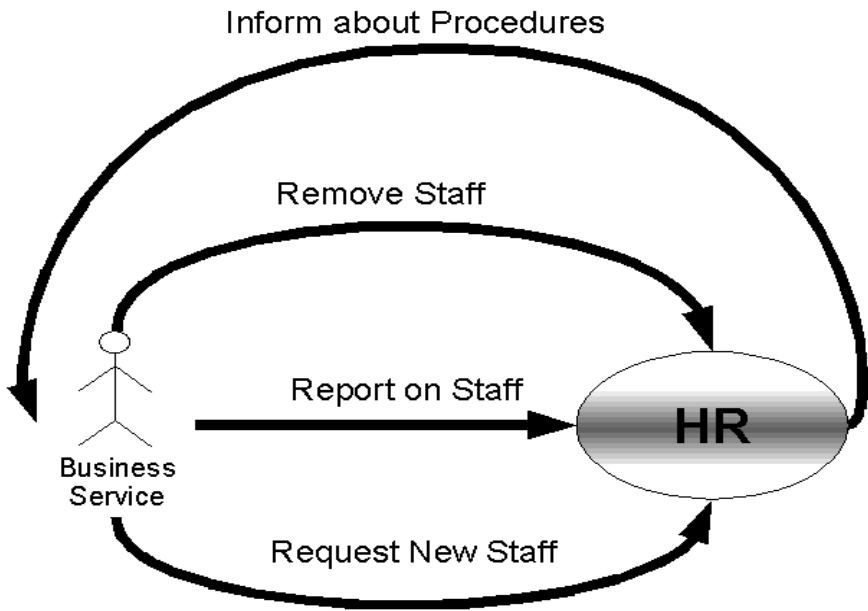 Inform about Procedures
Remove Staff
Report on Staff
HR
Business
Service
Request New Staff